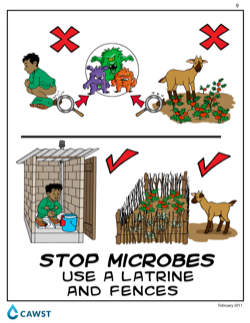 9
STOP MICROBES
USE A LATRINE
AND FENCES
February 2011
CAWST